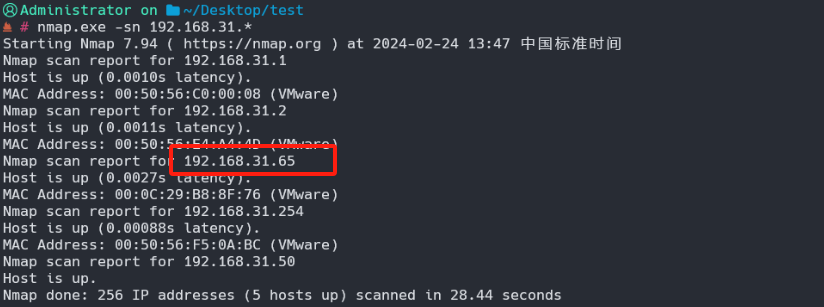 Administrator on ~/Desktop/test
# nmap.exe -sn 192.168.31.*
Starting Nmap 7.94 ( https://nmap.org ) at 2024-02-24 13:47 中国标准时间
Nmap scan report for 192.168.31.1
Host is up (0.0010s latency).
MAC Address: 00:50:56:C0:00:08 (VMware)
Nmap scan report for 192.168.31.2
Host is up (0.0011s latency).
MAC Address: 00:50:56:E4:A4:4D (VMware)
Nmap scan report for 192.168.31.65
Host is up (0.0027s latency).
MAC Address: 00:0C:29:B8:8F:76 (VMware)
Nmap scan report for 192.168.31.254
Host is up (0.00088s latency).
MAC Address: 00:50:56:F5:0A:BC (VMware)
Nmap scan report for 192.168.31.50
Host is up.
Nmap done: 256 IP addresses (5 hosts up) scanned in 28.44 seconds